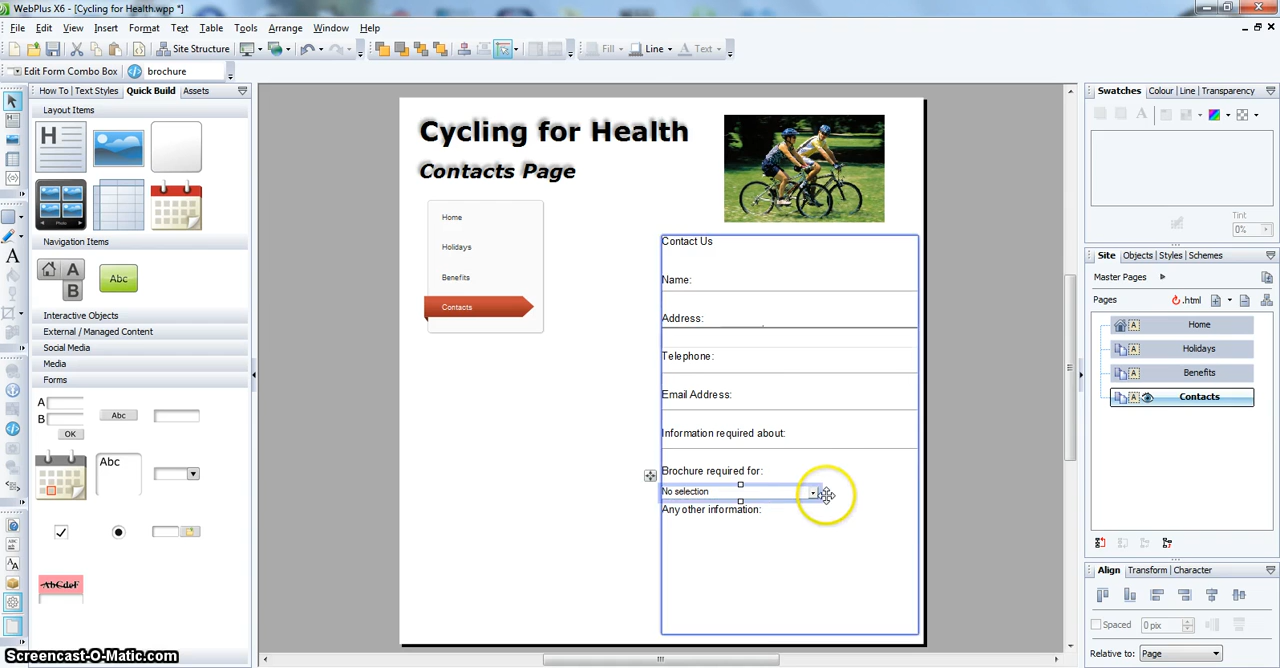 WebPlus X6 - [Cycling for Health.wpp *]
File Edit View Insert Format Text Table Tools Arrange Window Help
Site Structure Line Fill Text
Edit Form Combo Box brochure
How To Text Styles Quick Build Assets
Layout Items
H
Photo
Navigation Items
A
B
Abc
Interactive Objects
External / Managed Content
Social Media
Media
Forms
A
B
OK
Abc
Abc
AbCdeF
Cycling for Health
Contacts Page
Home
Holidays
Benefits
Contacts
Contact Us
Name:
Address:
Telephone:
Email Address:
Information required about:
Brochure required for:
No selection
Any other information:
Swatches Colour Line Transparency
Tint
0%
Site Objects Styles Schemes
Master Pages
Pages .html
Home
Holidays
Benefits
Contacts
Align Transform Character
Spaced 0 pix
Relative to: Page
Screencast-O-Matic.com